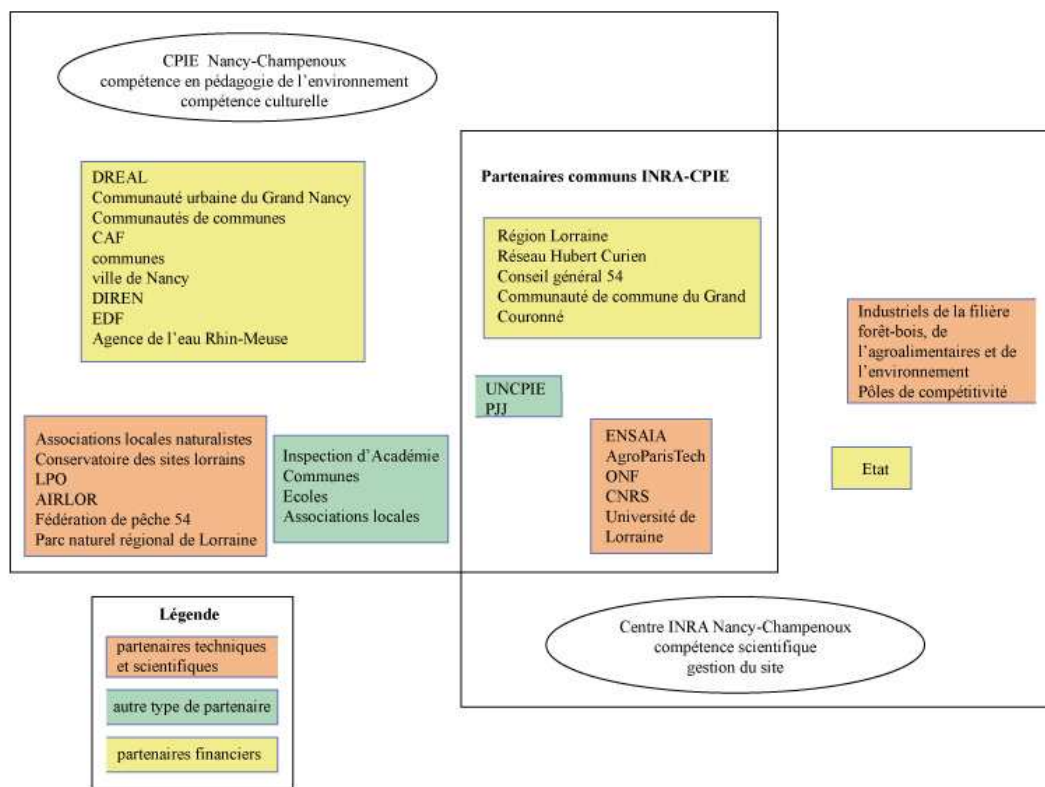 CPIE Nancy-Champenoux
compétence en pédagogie de l'environnement
compétence culturelle
DREAL
Communauté urbaine du Grand Nancy
Communautés de communes
CAF
communes
ville de Nancy
DIREN
EDF
Agence de l'eau Rhin-Meuse
Partenaires communs INRA-CPIE
Région Lorraine
Réseau Hubert Curien
Conseil général 54
Communauté de commune du Grand
Couronné
Industriels de la filière
forêt-bois, de
l'agroalimentaires et de
l'environnement
Pôles de compétitivité
UNCPIE
PJJ
Associations locales naturalistes
Conservatoire des sites lorrains
LPO
AIRLOR
Fédération de pêche 54
Parc naturel régional de Lorraine
Inspection d'Académie
Communes
Ecoles
Associations locales
ENSAIA
AgroParisTech
ONF
CNRS
Université de
Lorraine
Etat
Légende
partenaires techniques
et scientifiques
autre type de partenaire
partenaires financiers
Centre INRA Nancy-Champenoux
compétence scientifique
gestion du site